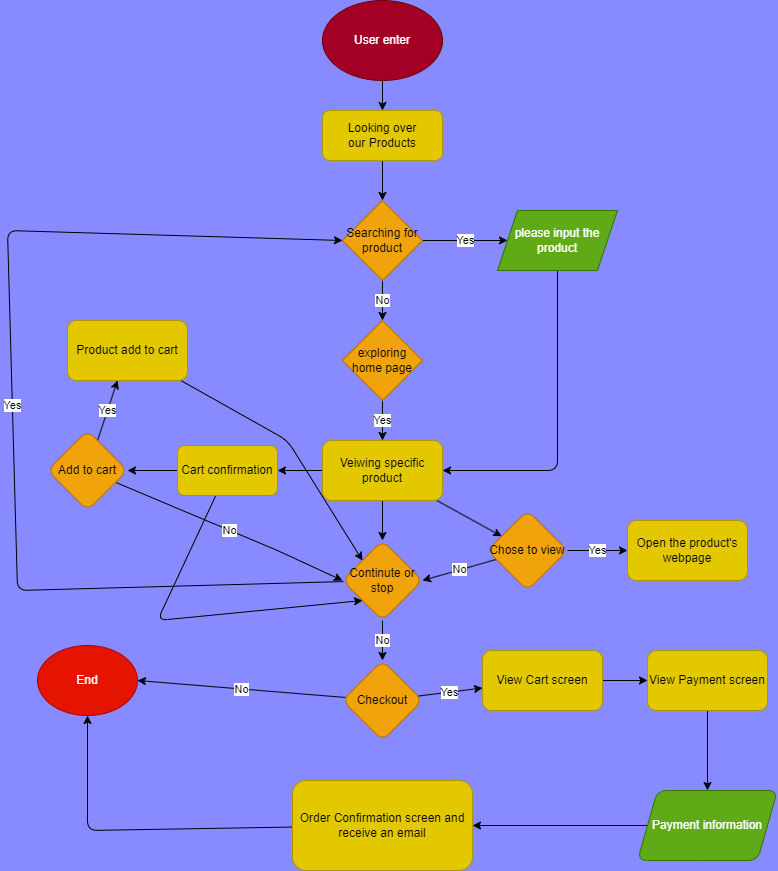 User enter
Looking over
our Products
Searching for
product
Yes
please input the
product
No
exploring
home page
Product add to cart
Yes
Yes
Yes
Add to cart
Cart confirmation
Veiwing specific
product
No
Chose to view
Yes
Open the product's
webpage
No
Continute or
stop
No
End
No
Checkout
Yes
View Cart screen
View Payment screen
Order Confirmation screen and
receive an email
Payment information